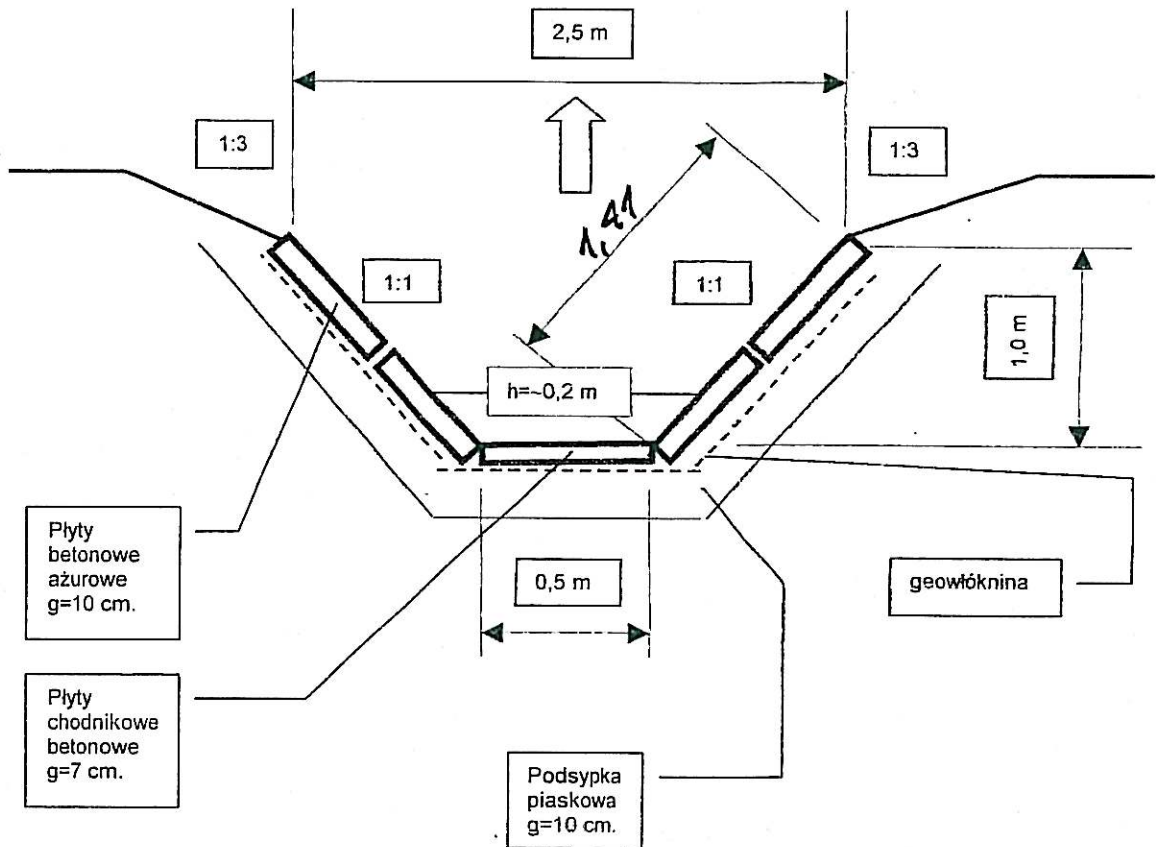 2,5 m
1:3
1:3
1,41
1:1
1:1
1,0 m
h=~0,2 m
Płyty
betonowe
ażurowe
g=10 cm.
0,5 m
geowłóknina
Płyty
chodnikowe
betonowe
g=7 cm.
Podsypka
piaskowa
g=10 cm.